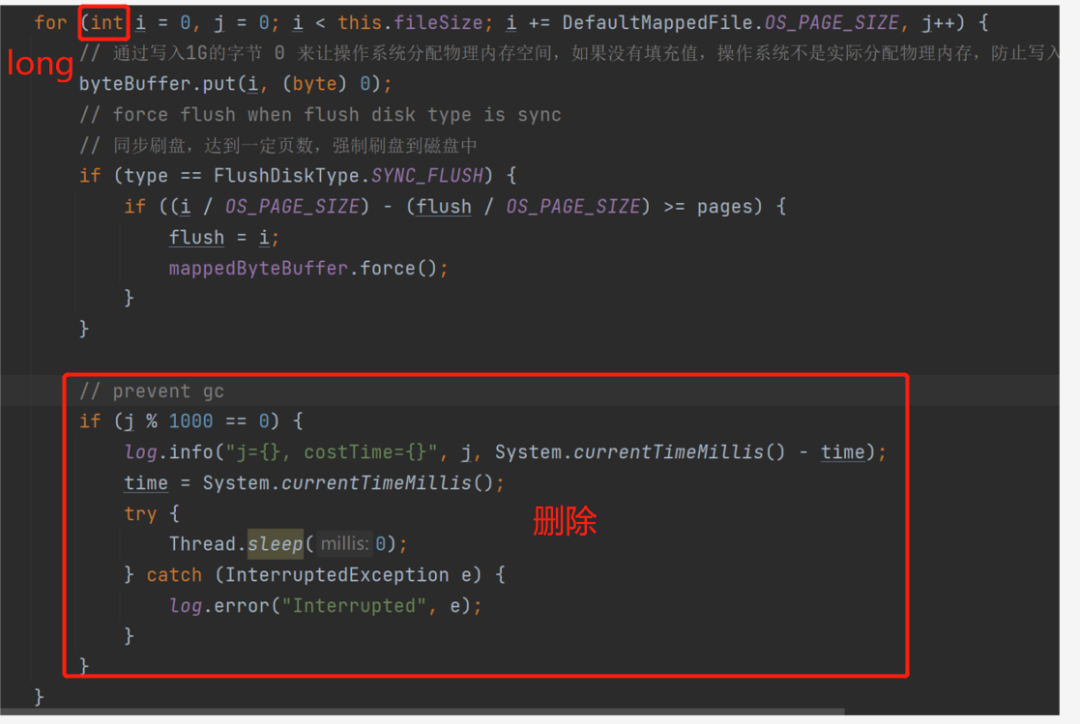 for (int i = 0, j = 0; i < this.fileSize; i += DefaultMappedFile.OS_PAGE_SIZE, j++) {
long
// 通过写入1G的字节 0 来让操作系统分配物理内存空间，如果没有填充值，操作系统不是实际分配物理内存，防止写入
byteBuffer.put(i, (byte) 0);
// force flush when flush disk type is sync
// 同步刷盘，达到一定页数，强制刷盘到磁盘中
if (type == FlushDiskType.SYNC_FLUSH) {
if ((i / OS_PAGE_SIZE) - (flush / OS_PAGE_SIZE) >= pages) {
flush = i;
mappedByteBuffer.force();
}
}
// prevent gc
if (j % 1000 == 0) {
log.info("j={}, costTime={}", j, System.currentTimeMillis() - time);
time = System.currentTimeMillis();
try {
删除
Thread.sleep( millis: 0);
} catch (InterruptedException e) {
log.error("Interrupted", e);
}
}
}